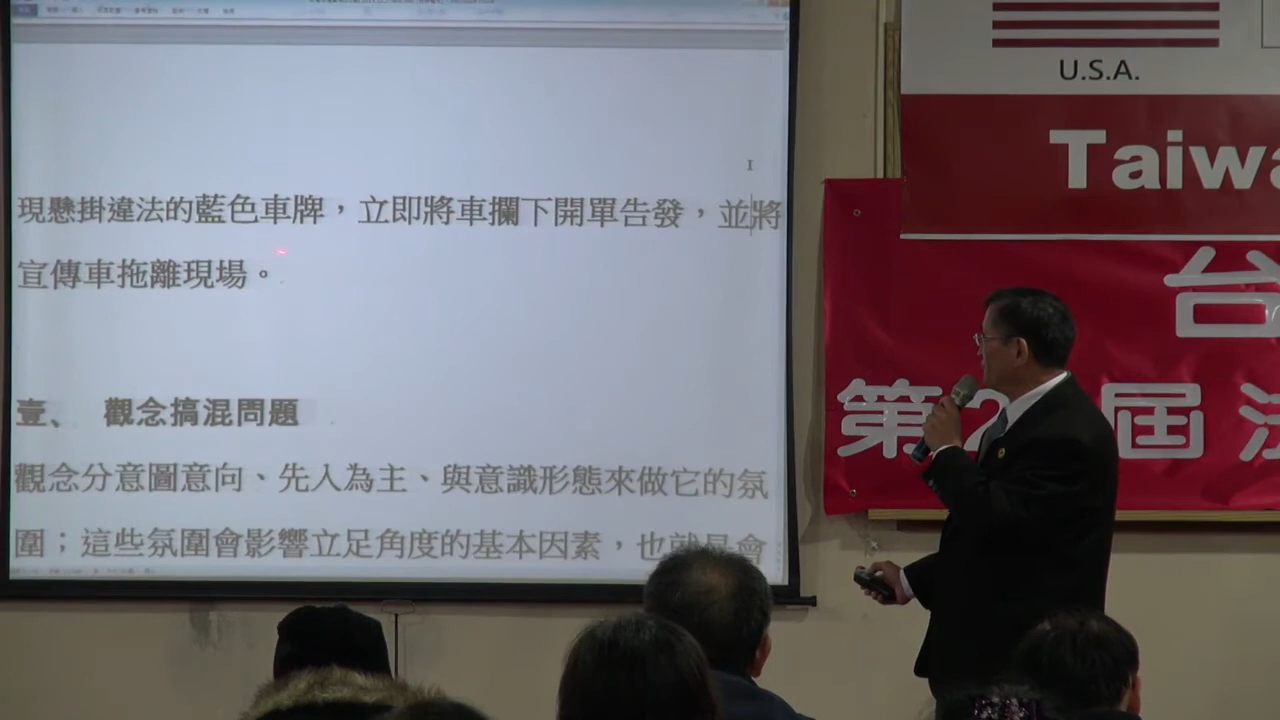 現懸掛違法的藍色車牌，立即將車攔下開單告發，並將
宣傳車拖離現場。
壹、 觀念搞混問題
觀念分意圖意向、先人為主、與意識形態來做它的氛
圍；這些氛圍會影響立足角度的基本因素，也就是會
U.S.A.
Taiwa
台
第2 屆 法